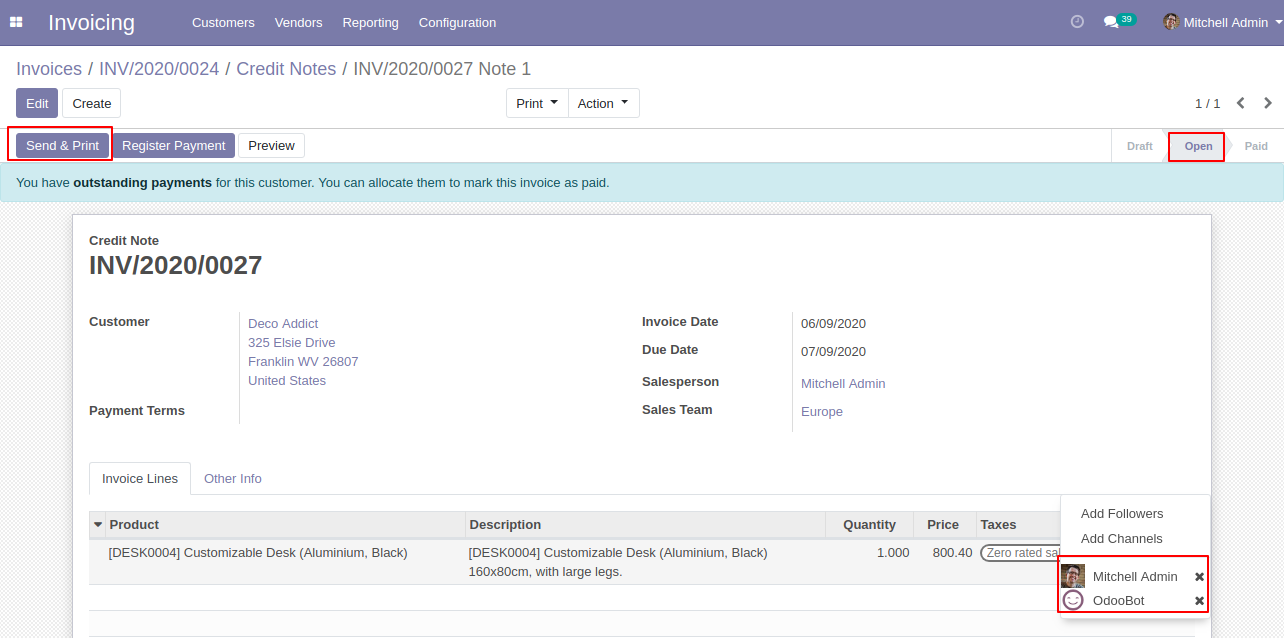 Invoicing Customers Vendors Reporting Configuration 39 Mitchell Admin
Invoices / INV/2020/0024 / Credit Notes / INV/2020/0027 Note 1
Edit Create Print Action 1 / 1
Send & Print Register Payment Preview Draft Open Paid
You have outstanding payments for this customer. You can allocate them to mark this invoice as paid.
Credit Note
INV/2020/0027
Customer Deco Addict Invoice Date 06/09/2020
325 Elsie Drive
Franklin WV 26807 Due Date 07/09/2020
United States Salesperson Mitchell Admin
Payment Terms Sales Team Europe
Invoice Lines Other Info
Add Followers
Product Description Quantity Price Taxes
Add Channels
[DESK0004] Customizable Desk (Aluminium, Black) [DESK0004] Customizable Desk (Aluminium, Black) 1.000 800.40 Zero rated
160x80cm, with large legs.
Mitchell Admin
OdooBot